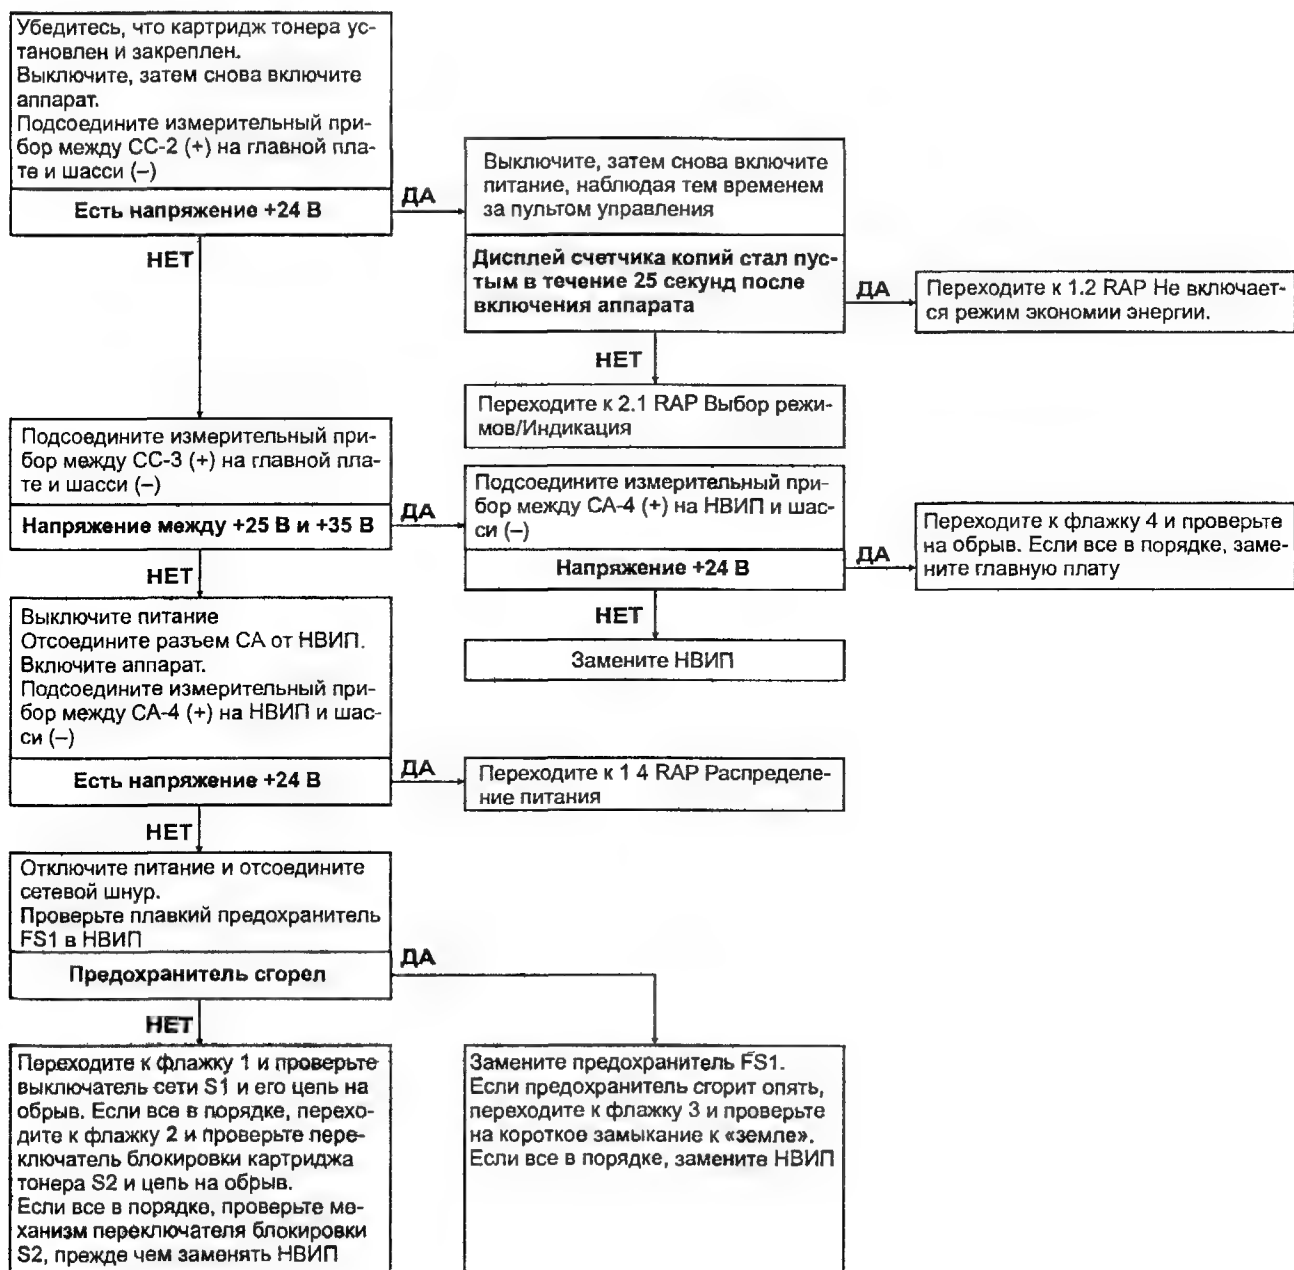 Убедитесь, что картридж тонера ус-
тановлен и закреплен.
Выключите, затем снова включите
аппарат.
Подсоедините измерительный при-
бор между СС-2 (+) на главной пла-
те и шасси (–)
Есть напряжение +24 В
ДА
Выключите, затем снова включите
питание, наблюдая тем временем
за пультом управления
Дисплей счетчика копий стал пус-
тым в течение 25 секунд после
включения аппарата
ДА
Переходите к 1.2 RAP Не включает-
ся режим экономии энергии.
НЕТ
Переходите к 2.1 RAP Выбор режи-
мов/Индикация
НЕТ
Подсоедините измерительный при-
бор между СС-3 (+) на главной пла-
те и шасси (–)
Напряжение между +25 В и +35 В
ДА
Подсоедините измерительный при-
бор между СА-4 (+) на НВИП и шас-
си (–)
Напряжение +24 В
ДА
Переходите к флажку 4 и проверьте
на обрыв. Если все в порядке, заме-
ните главную плату
НЕТ
Замените НВИП
НЕТ
Выключите питание
Отсоедините разъем СА от НВИП.
Включите аппарат.
Подсоедините измерительный при-
бор между СА-4 (+) на НВИП и шас-
си (–)
Есть напряжение +24 В
ДА
Переходите к 1 4 RAP Распределе-
ние питания
НЕТ
Отключите питание и отсоедините
сетевой шнур.
Проверьте плавкий предохранитель
FS1 в НВИП
Предохранитель сгорел
ДА
Замените предохранитель FS1.
Если предохранитель сгорит опять,
переходите к флажку 3 и проверьте
на короткое замыкание к «земле».
Если все в порядке, замените НВИП
НЕТ
Переходите к флажку 1 и проверьте
выключатель сети S1 и его цепь на
обрыв. Если все в порядке, перехо-
дите к флажку 2 и проверьте пере-
ключатель блокировки картриджа
тонера S2 и цепь на обрыв.
Если все в порядке, проверьте ме-
ханизм переключателя блокировки
S2, прежде чем заменять НВИП